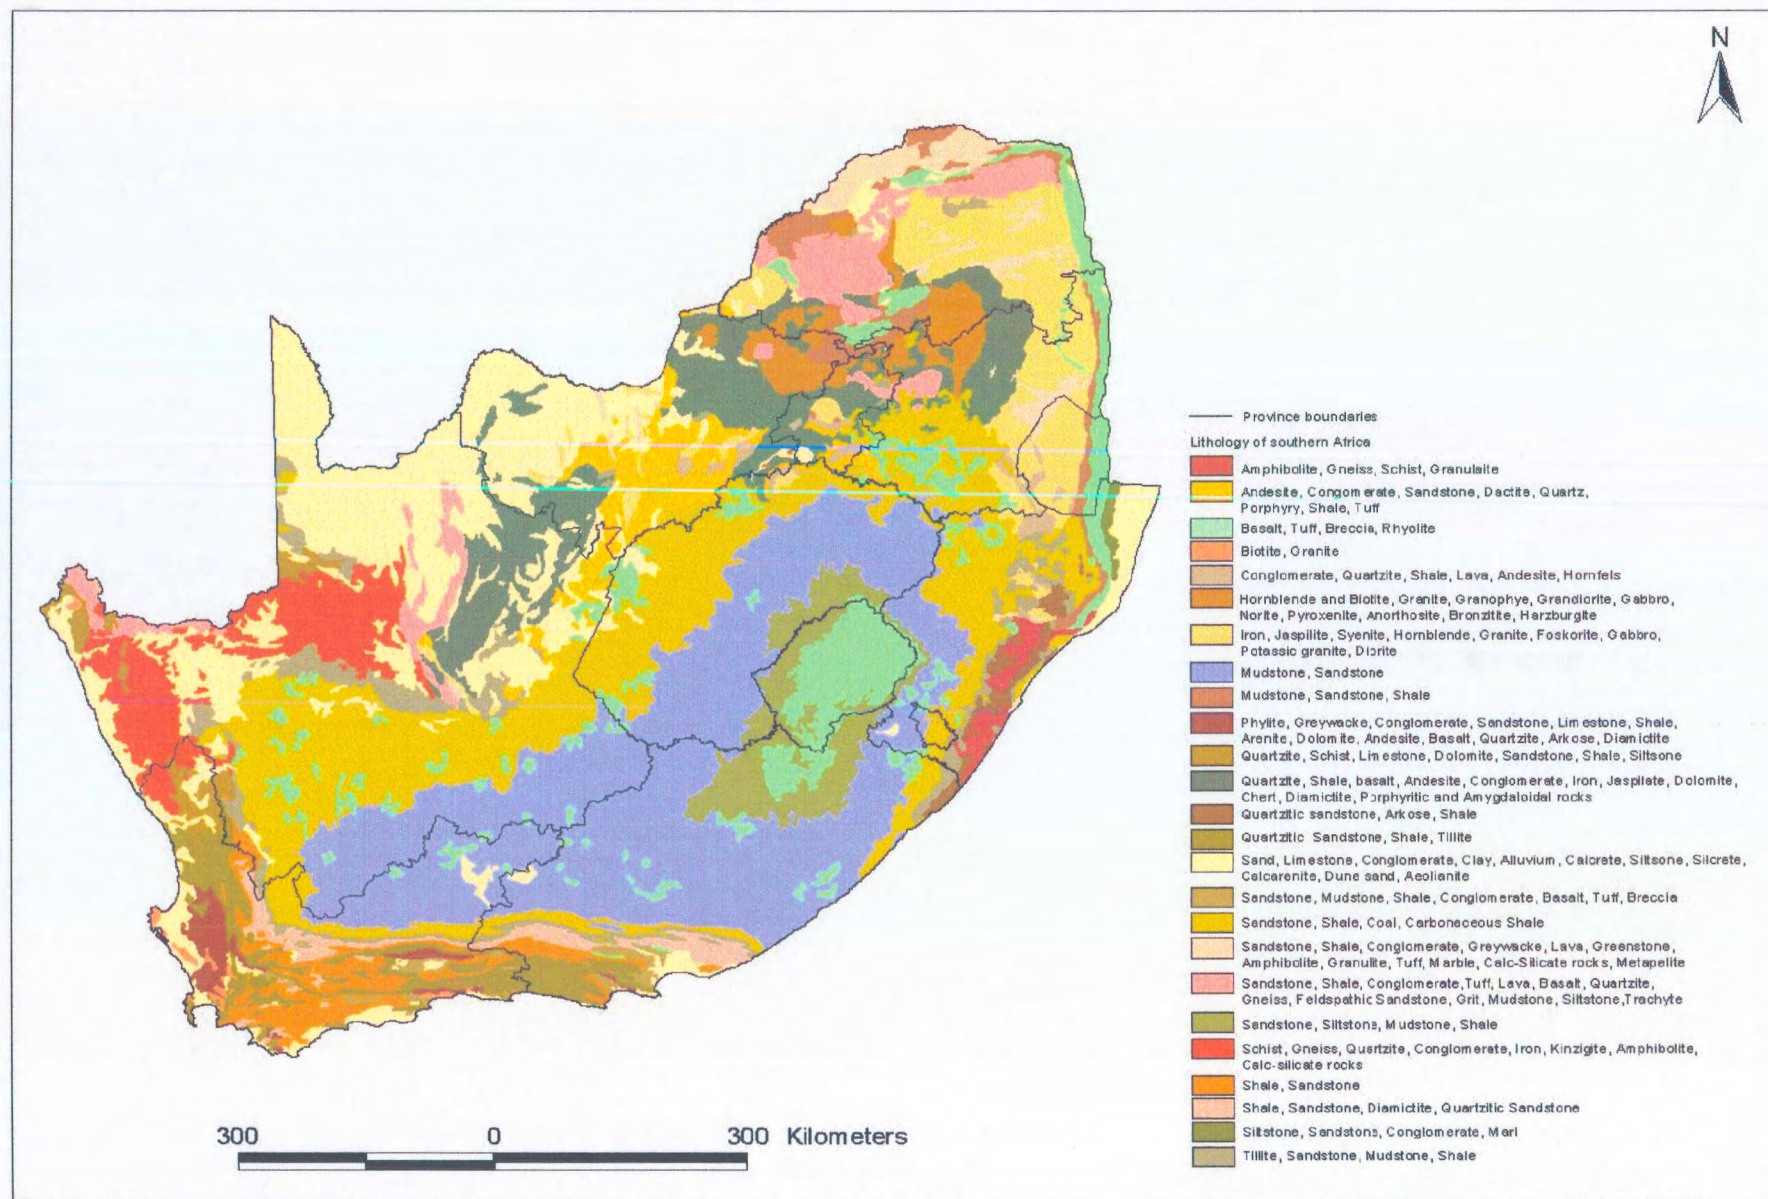 N
Province boundaries
Lithology of southern Africa
Amphibolite, Gneiss, Schist, Granulaite
Andesite, Congomerate, Sandstone, Dactite, Quartz,
Porphyry, Shale, Tuff
Basalt, Tuff, Breccia, Rhyolite
Biotite, Granite
Conglomerate, Quartzite, Shale, Lava, Andesite, Hornfels
Hornblende and Biotite, Granite, Granophye, Grandiorite, Gabbro,
Norite, Pyroxenite, Anorthosite, Bronzitite, Harzburgite
Iron, Jaspilite, Syenite, Hornblende, Granite, Foskorite, Gabbro,
Potassic granite, Diorite
Mudstone, Sandstone
Mudstone, Sandstone, Shale
Phylite, Greywacke, Conglomerate, Sandstone, Limestone, Shale,
Arenite, Dolomite, Andesite, Basalt, Quartzite, Arkose, Diamictite
Quartzite, Schist, Limestone, Dolomite, Sandstone, Shale, Siltsone
Quartzite, Shale, basalt, Andesite, Conglomerate, Iron, Jaspilate, Dolomite,
Chert, Diamictite, Porphyritic and Amygdaloidal rocks
Quartzitic sandstone, Arkose, Shale
Quartzitic Sandstone, Shale, Tillite
Sand, Limestone, Conglomerate, Clay, Alluvium, Calcrete, Siltsone, Silcrete,
Calcarenite, Dune sand, Aeolianite
Sandstone, Mudstone, Shale, Conglomerate, Basalt, Tuff, Breccia
Sandstone, Shale, Coal, Carbonaceous Shale
Sandstone, Shale, Conglomerate, Greywacke, Lava, Greenstone,
Amphibolite, Granulite, Tuff, Marble, Calc-Silicate rocks, Metapelite
Sandstone, Shale, Conglomerate,Tuff, Lava, Basalt, Quartzite,
Gneiss, Feldspathic Sandstone, Grit, Mudstone, Siltstone,Trachyte
Sandstone, Siltstone, Mudstone, Shale
Schist, Gneiss, Quartzite, Conglomerate, Iron, Kinzigite, Amphibolite,
Calc-silicate rocks
Shale, Sandstone
Shale, Sandstone, Diamictite, Quartzitic Sandstone
Siltstone, Sandstone, Conglomerate, Marl
Tillite, Sandstone, Mudstone, Shale
300 0 300 Kilometers